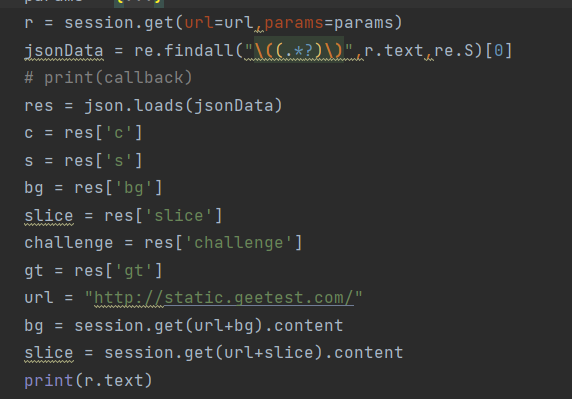 r = session.get(url=url,params=params)
jsonData = re.findall("\((.*?)\)",r.text,re.S)[0]
# print(callback)
res = json.loads(jsonData)
c = res['c']
s = res['s']
bg = res['bg']
slice = res['slice']
challenge = res['challenge']
gt = res['gt']
url = "http://static.geetest.com/"
bg = session.get(url+bg).content
slice = session.get(url+slice).content
print(r.text)